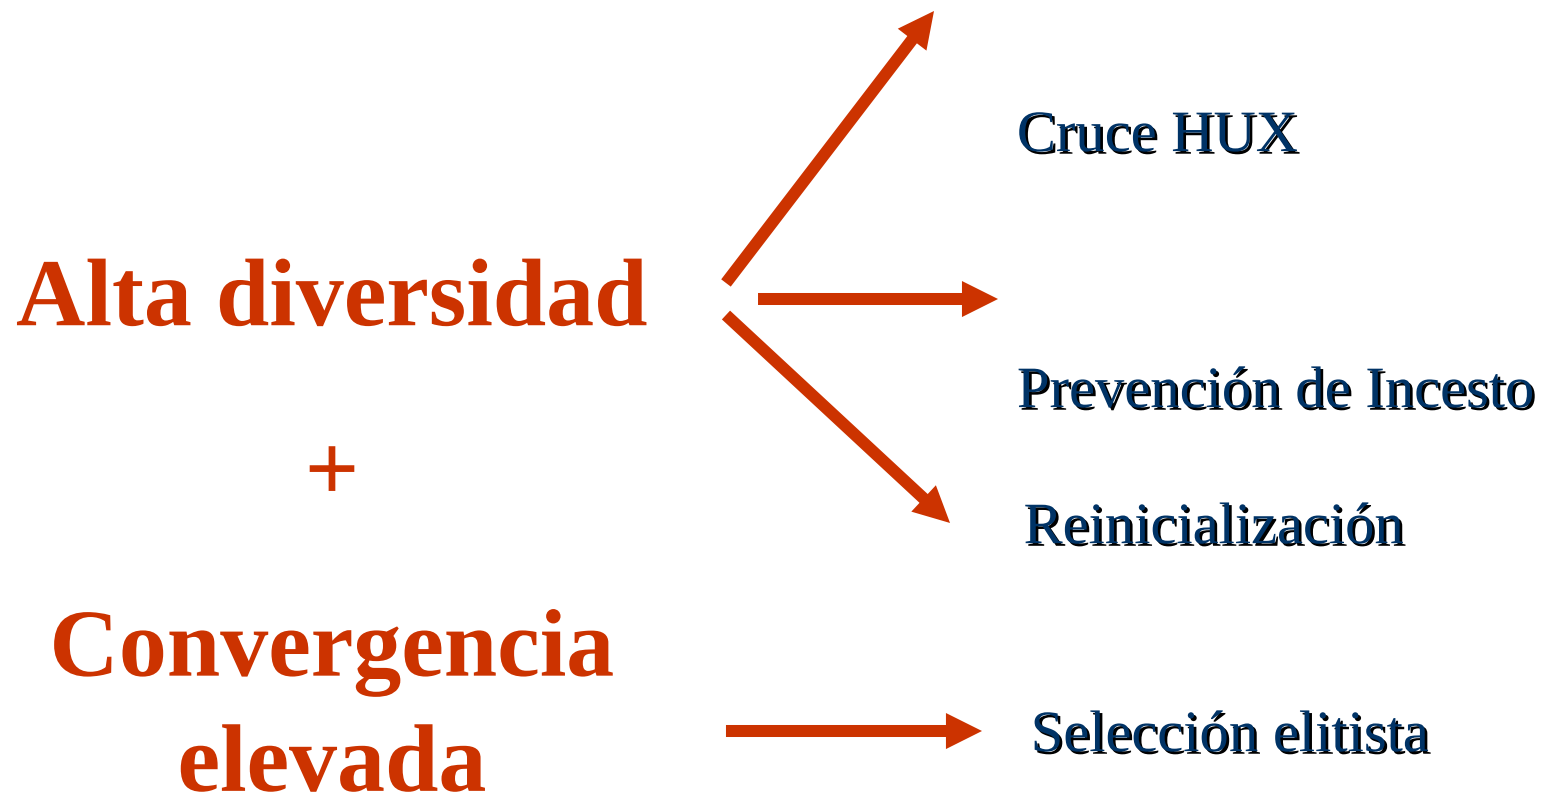 Cruce HUX
Alta diversidad
Prevención de Incesto
+
Reinicialización
Convergencia
elevada
Selección elitista